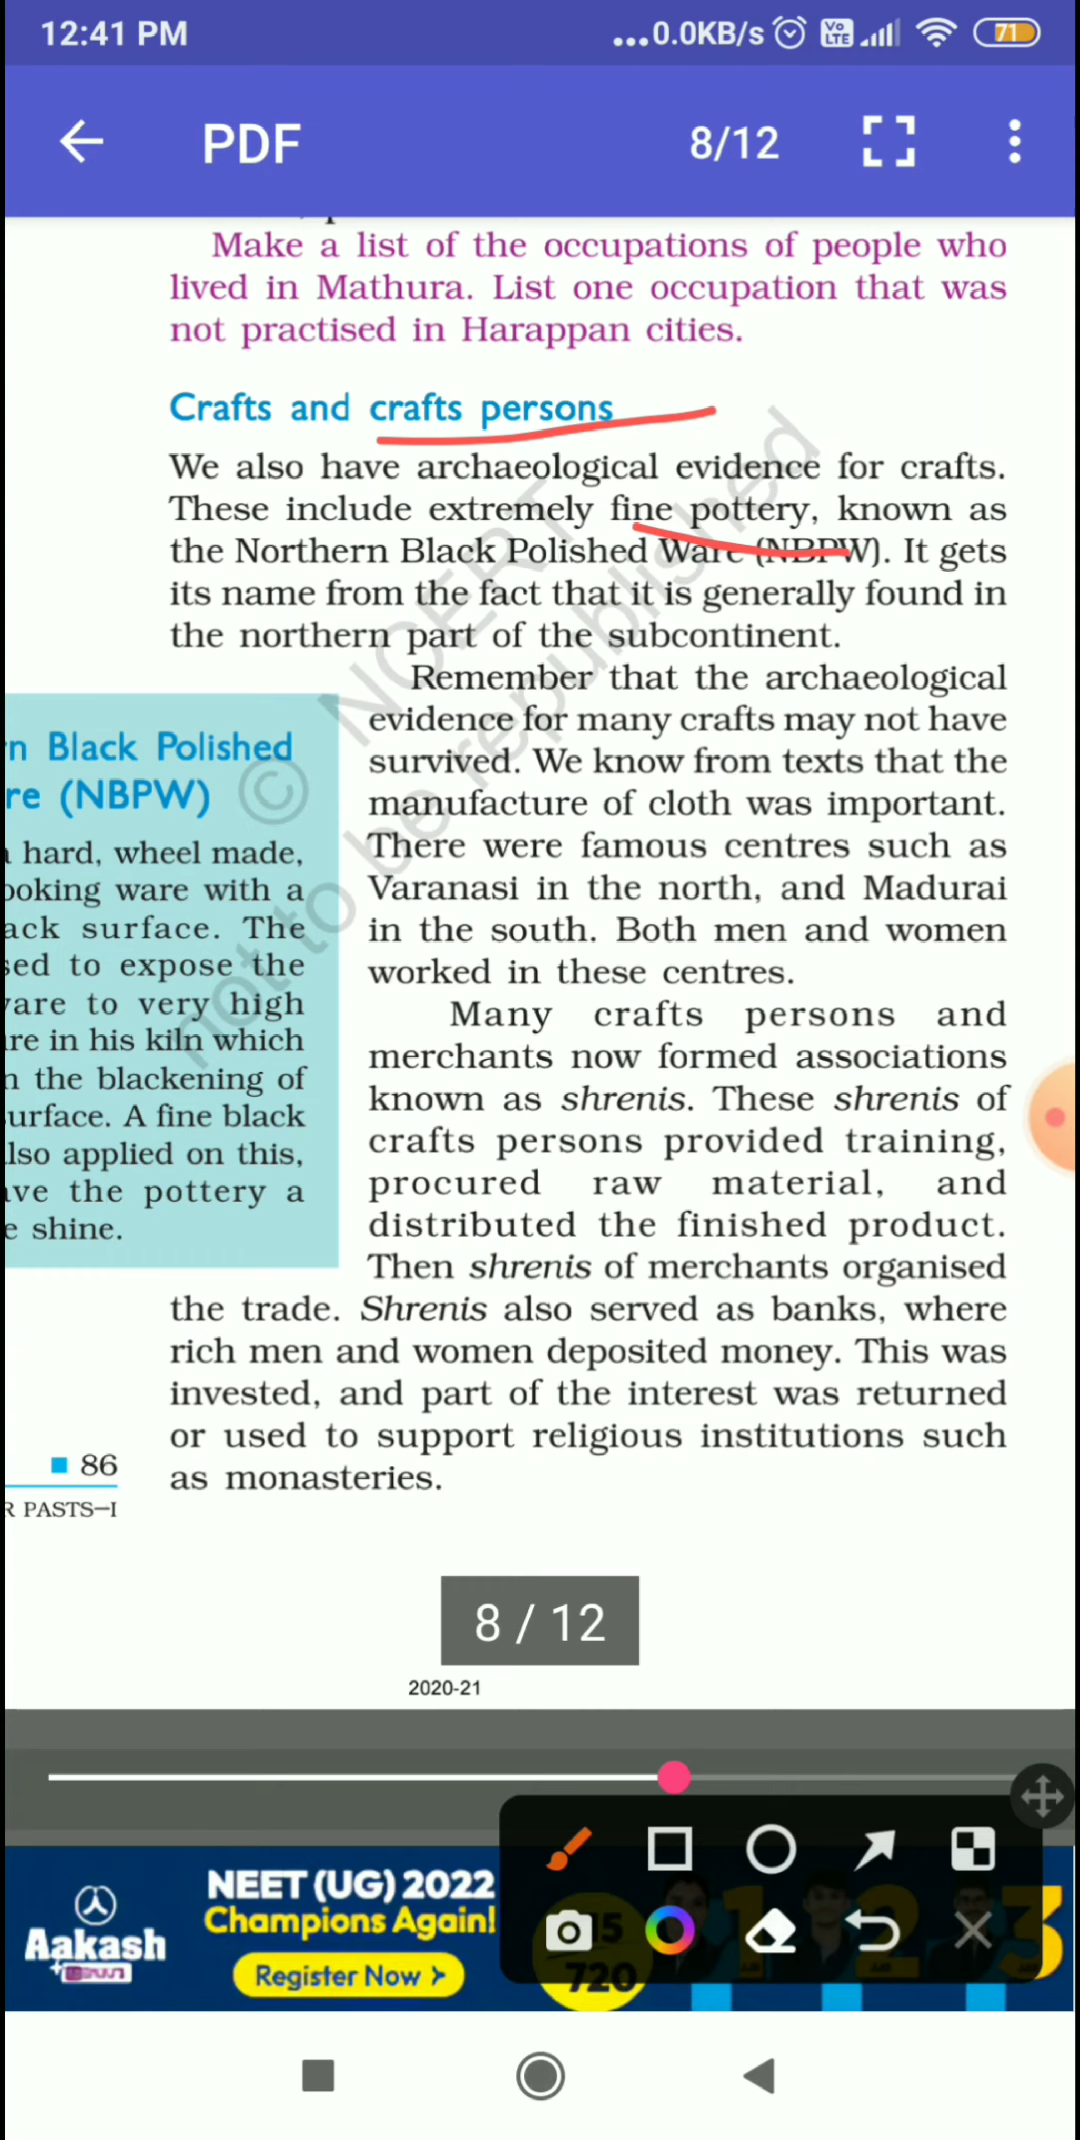 12:41 PM
...0.0KB/s
Vo LTE
71
PDF
8/12
Make a list of the occupations of people who
lived in Mathura. List one occupation that was
not practised in Harappan cities.
Crafts and crafts persons
We also have archaeological evidence for crafts.
These include extremely fine pottery, known as
the Northern Black Polished Ware (NBPW). It gets
its name from the fact that it is generally found in
the northern part of the subcontinent.
Remember that the archaeological
evidence for many crafts may not have
survived. We know from texts that the
manufacture of cloth was important.
There were famous centres such as
Varanasi in the north, and Madurai
in the south. Both men and women
worked in these centres.
Many crafts persons and
merchants now formed associations
known as shrenis. These shrenis of
crafts persons provided training,
procured raw material, and
distributed the finished product.
Then shrenis of merchants organised
the trade. Shrenis also served as banks, where
rich men and women deposited money. This was
invested, and part of the interest was returned
or used to support religious institutions such
as monasteries.
n Black Polished
re (NBPW)
hard, wheel made,
ooking ware with a
ack surface. The
sed to expose the
are to very high
re in his kiln which
n the blackening of
urface. A fine black
lso applied on this,
ve the pottery a
e shine.
© NCERT
not to be republished
86
R PASTS–I
8 / 12
2020-21
Aakash
NEET (UG) 2022
Champions Again!
Register Now >
720
1
2
3